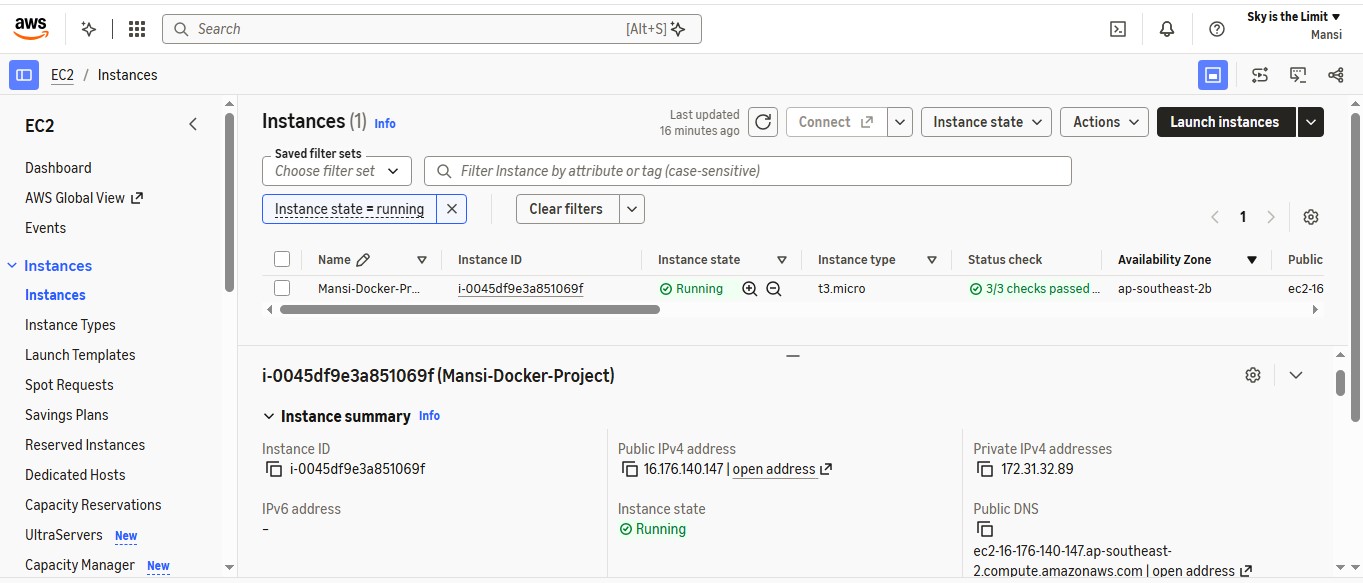 aws
Search [Alt+S]
Sky is the Limit ▼
Mansi
EC2 / Instances
EC2
Dashboard
AWS Global View
Events
Instances
Instances
Instance Types
Launch Templates
Spot Requests
Savings Plans
Reserved Instances
Dedicated Hosts
Capacity Reservations
UltraServers New
Capacity Manager New
Instances (1) Info
Last updated
16 minutes ago
Connect
Instance state
Actions
Launch instances
Saved filter sets
Choose filter set
Filter Instance by attribute or tag (case-sensitive)
Instance state = running
Clear filters
1
Name Instance ID Instance state Instance type Status check Availability Zone Public
Mansi-Docker-Pr... i-0045df9e3a851069f Running t3.micro 3/3 checks passed ... ap-southeast-2b ec2-16
i-0045df9e3a851069f (Mansi-Docker-Project)
Instance summary Info
Instance ID
i-0045df9e3a851069f
Public IPv4 address
16.176.140.147 | open address
Private IPv4 addresses
172.31.32.89
IPv6 address
–
Instance state
Running
Public DNS
ec2-16-176-140-147.ap-southeast-
2.compute.amazonaws.com | open address